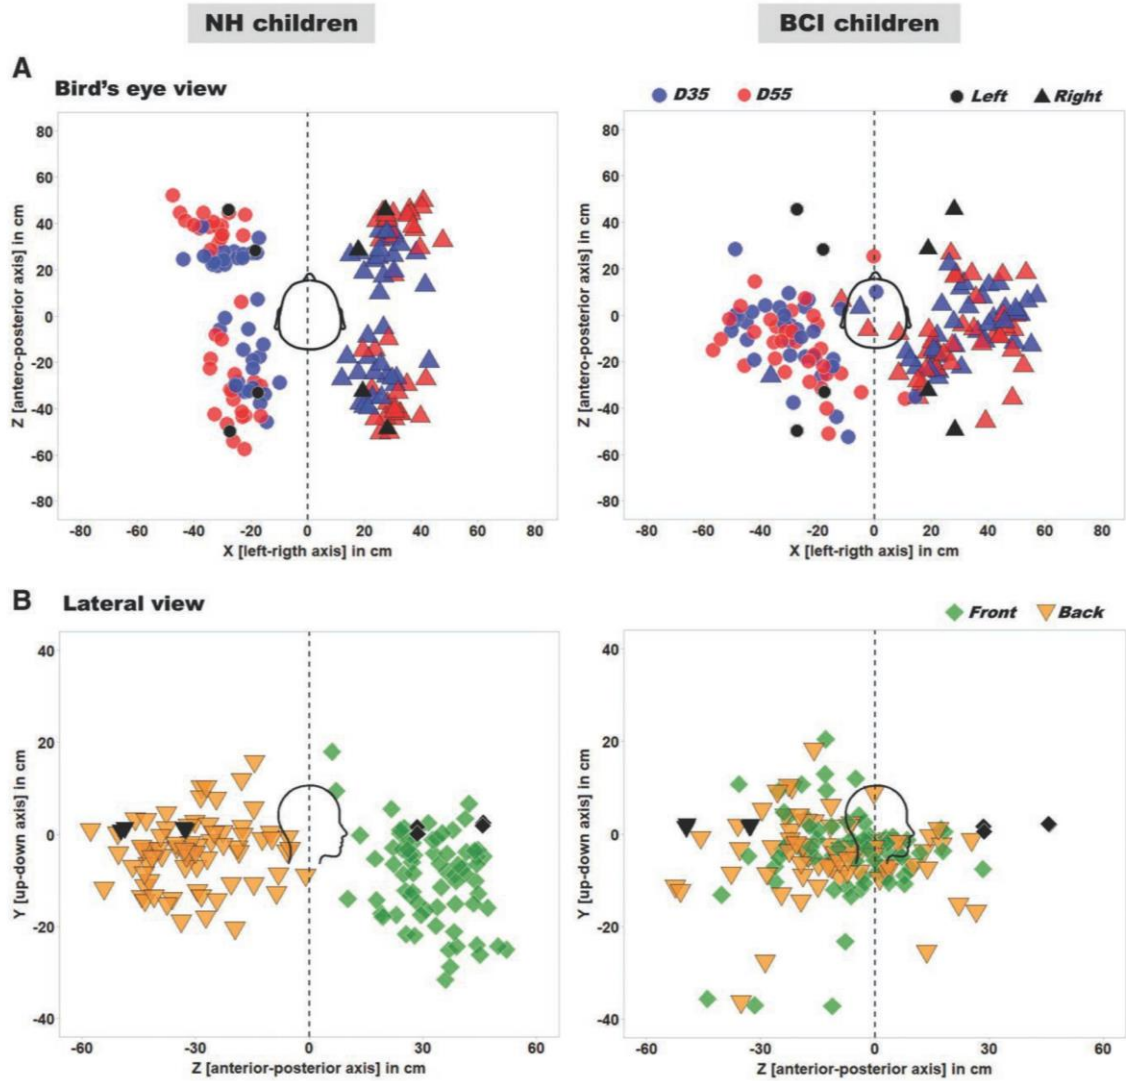 NH children
BCI children
A
Bird's eye view
D35 D55 Left Right
80
60
40
20
0
-20
-40
-60
-80
Z [antero-posterior axis] in cm
-80 -60 -40 -20 0 20 40 60 80
X [left-rigth axis] in cm
80
60
40
20
0
-20
-40
-60
-80
Z [antero-posterior axis] in cm
-80 -60 -40 -20 0 20 40 60 80
X [left-rigth axis] in cm
B
Lateral view
Front Back
40
20
0
-20
-40
Y [up-down axis] in cm
-60 -30 0 30 60
Z [anterior-posterior axis] in cm
40
20
0
-20
-40
Y [up-down axis] in cm
-60 -30 0 30 60
Z [anterior-posterior axis] in cm